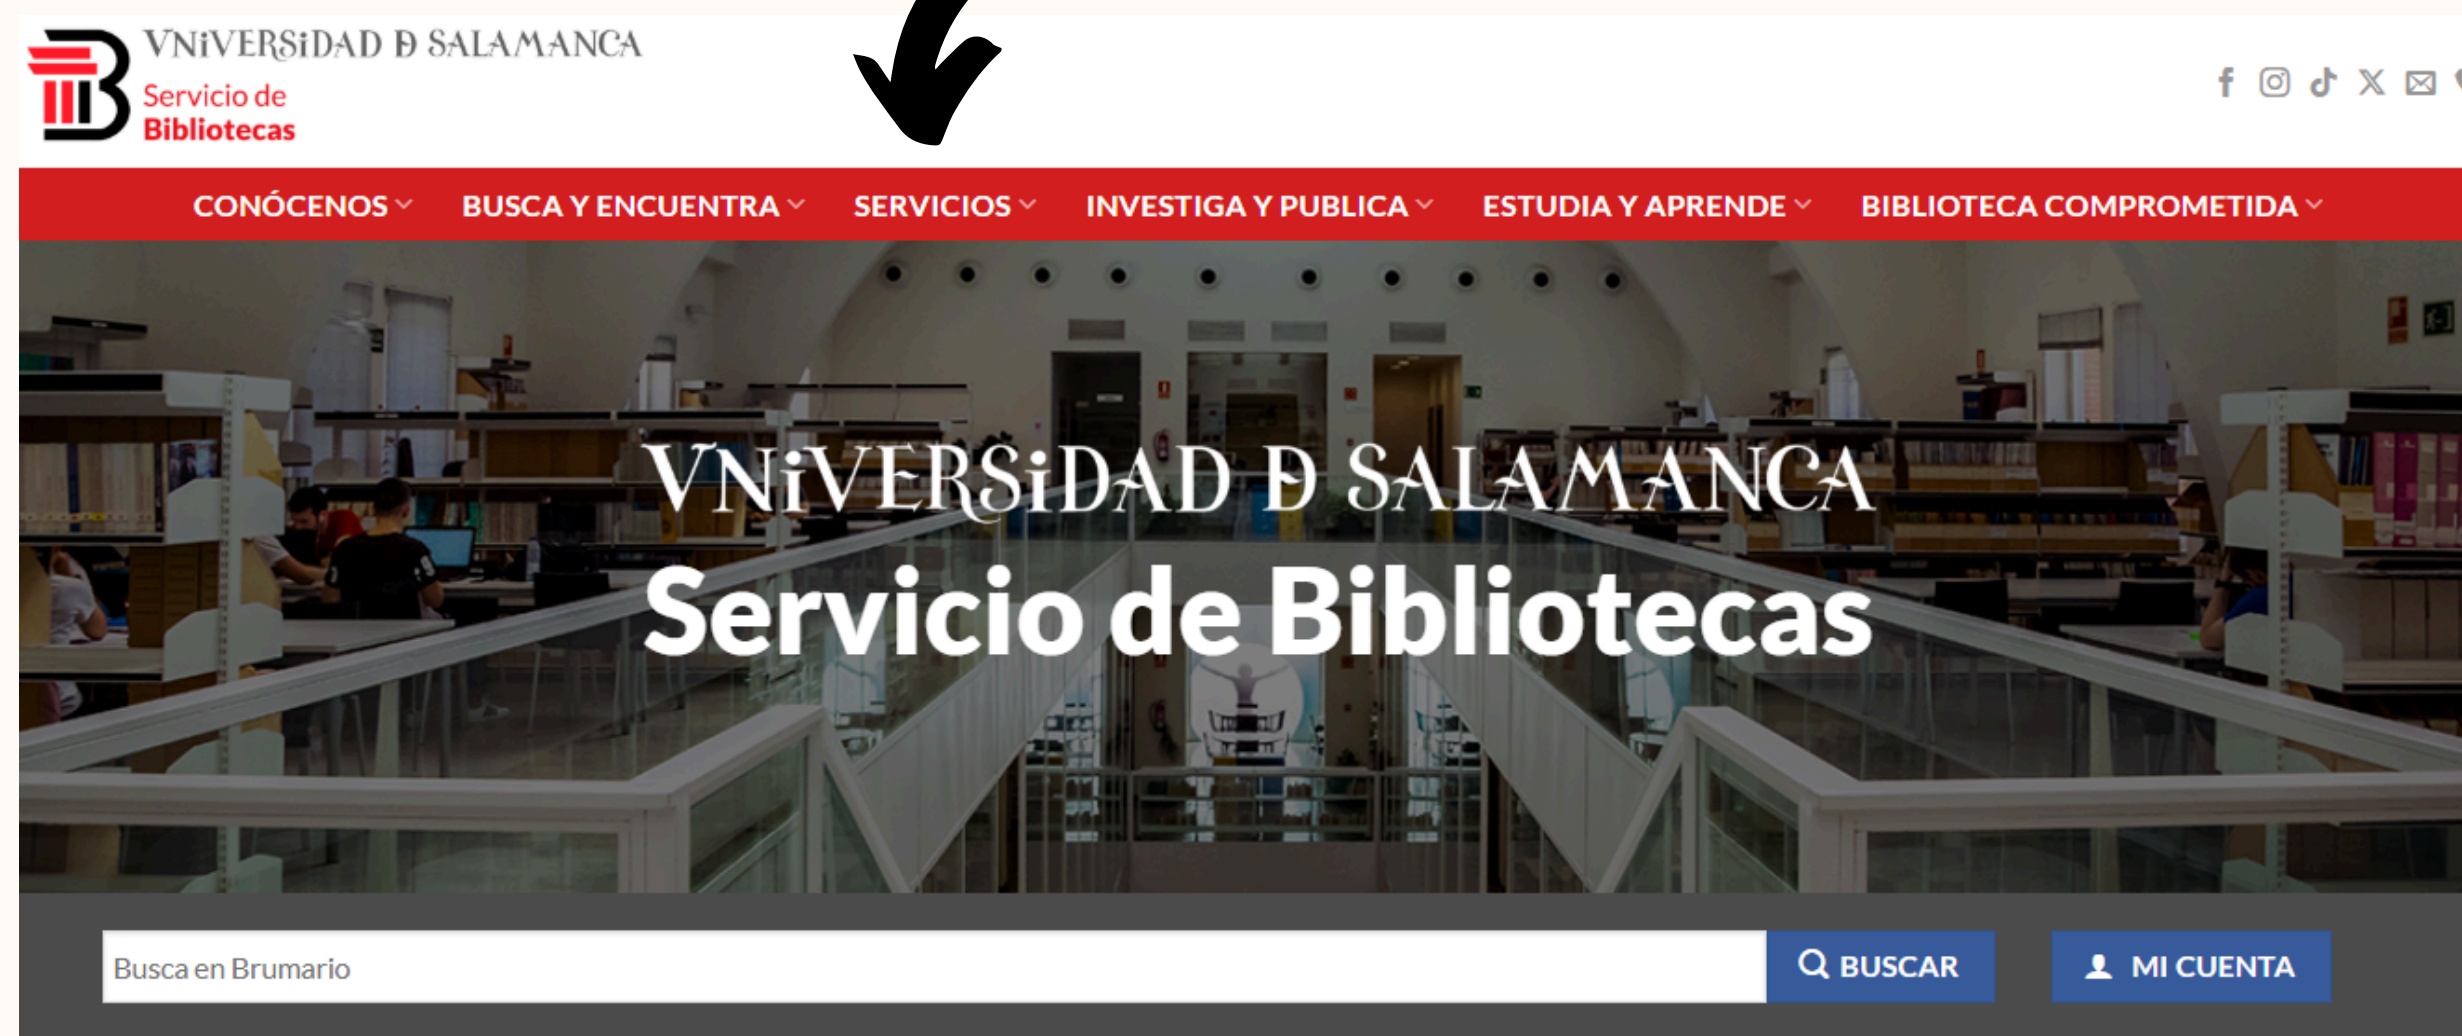 VNiVERSiDAD Ð SALAMANCA
Servicio de
Bibliotecas
CONÓCENOS
BUSCA Y ENCUENTRA
SERVICIOS
INVESTIGA Y PUBLICA
ESTUDIA Y APRENDE
BIBLIOTECA COMPROMETIDA
VNiVERSiDAD Ð SALAMANCA
Servicio de Bibliotecas
Busca en Brumario
BUSCAR
MI CUENTA